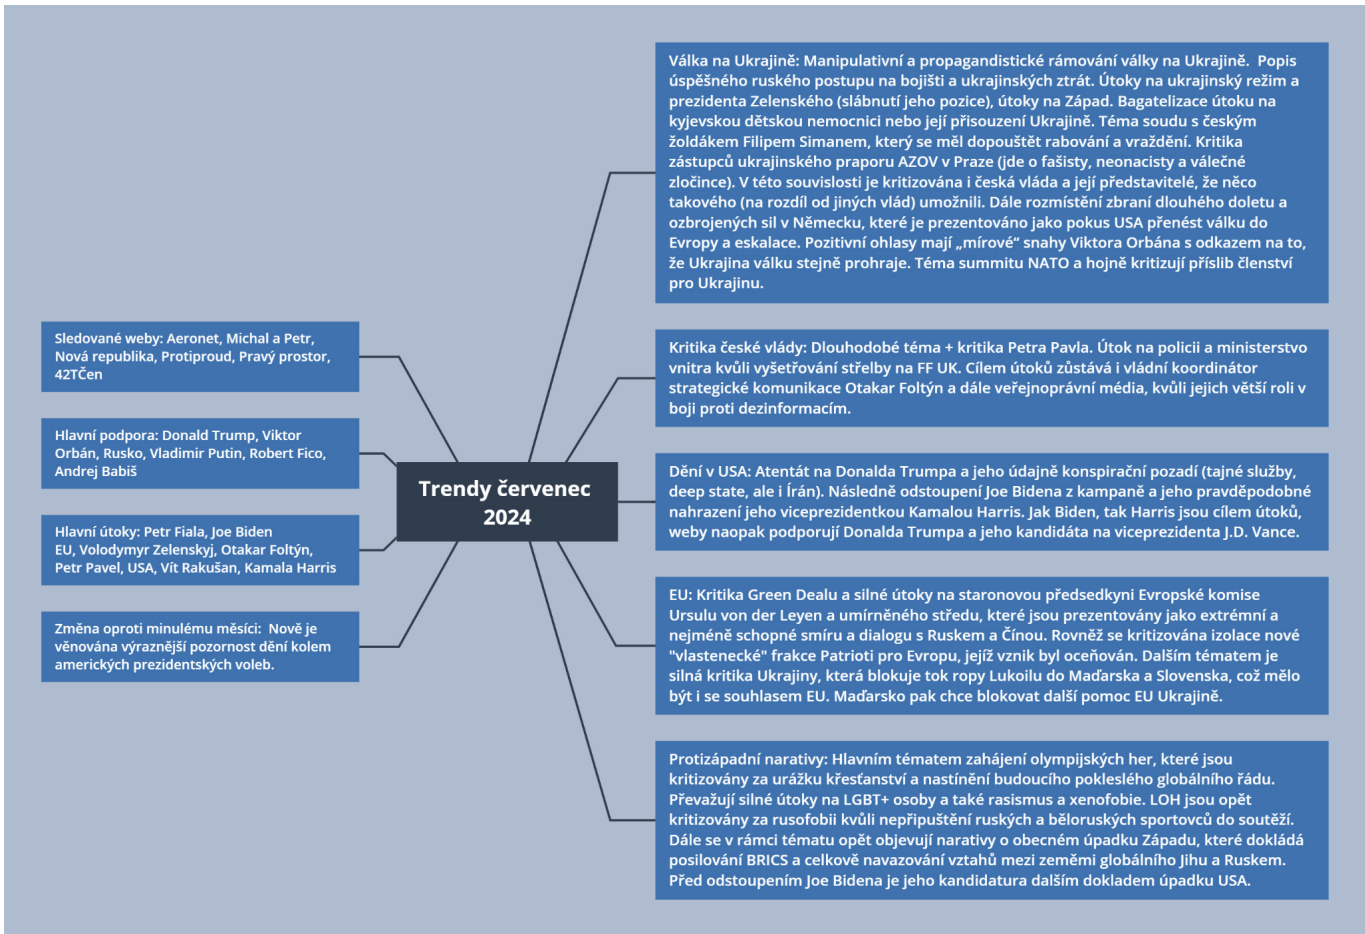 Válka na Ukrajině: Manipulativní a propagandistické rámování války na Ukrajině.  Popis
úspěšného ruského postupu na bojišti a ukrajinských ztrát. Útoky na ukrajinský režim a
prezidenta Zelenského (slábnutí jeho pozice), útoky na Západ. Bagatelizace útoku na
kyjevskou dětskou nemocnici nebo její přisouzení Ukrajině. Téma soudu s českým
žoldákem Filipem Simanem, který se měl dopouštět rabování a vraždění. Kritika
zástupců ukrajinského praporu AZOV v Praze (jde o fašisty, neonacisty a válečné
zločince). V této souvislosti je kritizována i česká vláda a její představitelé, že něco
takového (na rozdíl od jiných vlád) umožnili. Dále rozmístění zbraní dlouhého doletu a
ozbrojených sil v Německu, které je prezentováno jako pokus USA přenést válku do
Evropy a eskalace. Pozitivní ohlasy mají „mírové“ snahy Viktora Orbána s odkazem na to,
že Ukrajina válku stejně prohraje. Téma summitu NATO a hojně kritizují příslib členství
pro Ukrajinu.
Sledované weby: Aeronet, Michal a Petr,
Nová republika, Protiproud, Pravý prostor,
42TČen
Hlavní podpora: Donald Trump, Viktor
Orbán, Rusko, Vladimir Putin, Robert Fico,
Andrej Babiš
Hlavní útoky: Petr Fiala, Joe Biden
EU, Volodymyr Zelenskyj, Otakar Foltýn,
Petr Pavel, USA, Vít Rakušan, Kamala Harris
Změna oproti minulému měsíci:  Nově je
věnována výraznější pozornost dění kolem
amerických prezidentských voleb.
Trendy červenec
2024
Kritika české vlády: Dlouhodobé téma + kritika Petra Pavla. Útok na policii a ministerstvo
vnitra kvůli vyšetřování střelby na FF UK. Cílem útoků zůstává i vládní koordinátor
strategické komunikace Otakar Foltýn a dále veřejnoprávní média, kvůli jejich větší roli v
boji proti dezinformacím.
Dění v USA: Atentát na Donalda Trumpa a jeho údajně konspirační pozadí (tajné služby,
deep state, ale i Írán). Následně odstoupení Joe Bidena z kampaně a jeho pravděpodobné
nahrazení jeho viceprezidentkou Kamalou Harris. Jak Biden, tak Harris jsou cílem útoků,
weby naopak podporují Donalda Trumpa a jeho kandidáta na viceprezidenta J.D. Vance.
EU: Kritika Green Dealu a silné útoky na staronovou předsedkyni Evropské komise
Ursulu von der Leyen a umírněného středu, které jsou prezentovány jako extrémní a
nejméně schopné smíru a dialogu s Ruskem a Čínou. Rovněž se kritizována izolace nové
"vlastenecké" frakce Patrioti pro Evropu, jejíž vznik byl oceňován. Dalším tématem je
silná kritika Ukrajiny, která blokuje tok ropy Lukoilu do Maďarska a Slovenska, což mělo
být i se souhlasem EU. Maďarsko pak chce blokovat další pomoc EU Ukrajině.
Protizápadní narativy: Hlavním tématem zahájení olympijských her, které jsou
kritizovány za urážku křesťanství a nastínění budoucího pokleslého globálního řádu.
Převažují silné útoky na LGBT+ osoby a také rasismus a xenofobie. LOH jsou opět
kritizovány za rusofobii kvůli nepřipuštění ruských a běloruských sportovců do soutěží.
Dále se v rámci tématu opět objevují narativy o obecném úpadku Západu, které dokládá
posilování BRICS a celkově navazování vztahů mezi zeměmi globálního Jihu a Ruskem.
Před odstoupením Joe Bidena je jeho kandidatura dalším dokladem úpadku USA.